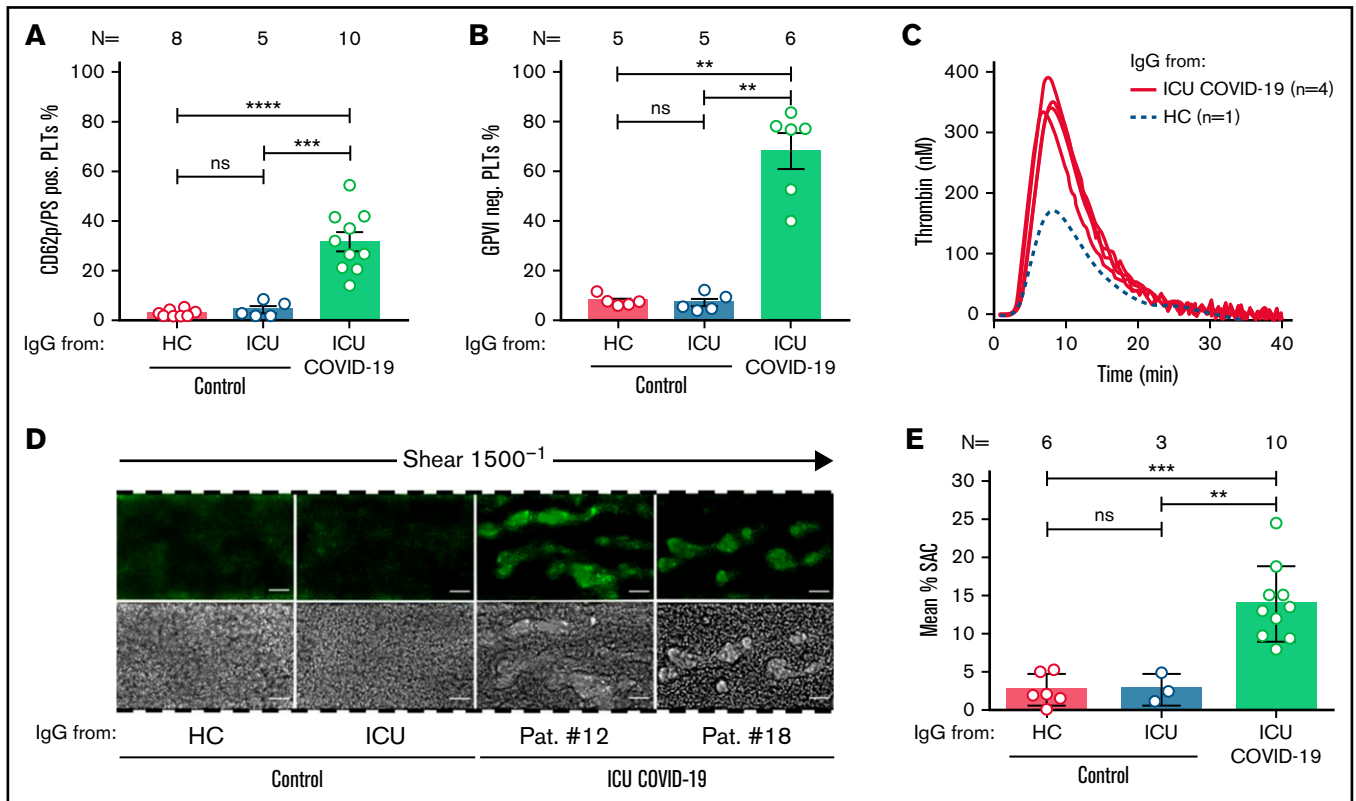 A
N= 8 5 10
CD62p/PS pos. PLTs %
100
80
60
40
20
0
****
***
ns
IgG from: HC ICU ICU COVID-19
Control
B
N= 5 5 6
GPVI neg. PLTs %
100
80
60
40
20
0
**
**
ns
IgG from: HC ICU ICU COVID-19
Control
C
IgG from:
ICU COVID-19 (n=4)
HC (n=1)
Thrombin (nM)
400
300
200
100
0
0 10 20 30 40
Time (min)
D
Shear 1500⁻¹
IgG from: HC ICU Pat. #12 Pat. #18
Control ICU COVID-19
E
N= 6 3 10
Mean % SAC
30
25
20
15
10
5
0
***
**
ns
IgG from: HC ICU ICU COVID-19
Control